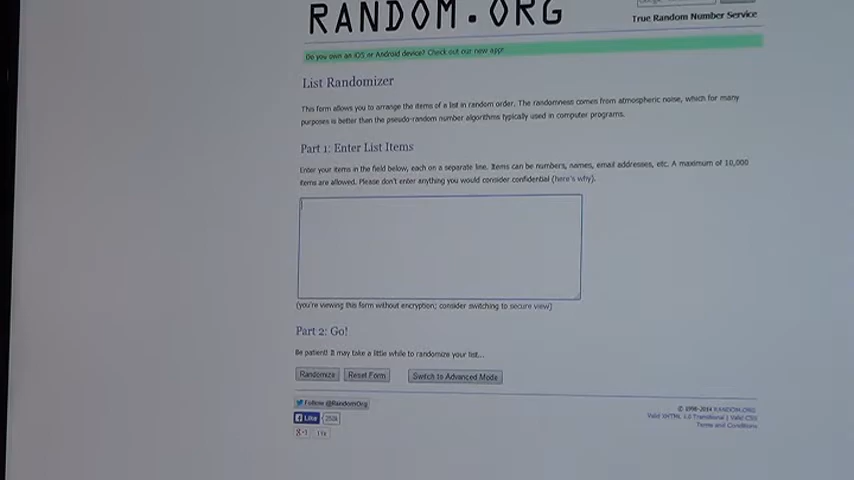 RANDOM.ORG
True Random Number Service
Do you own an iOS or Android device? Check out our new app!
List Randomizer
This form allows you to arrange the items of a list in random order. The randomness comes from atmospheric noise, which for many
purposes is better than the pseudo-random number algorithms typically used in computer programs.
Part 1: Enter List Items
Enter your items in the field below, each on a separate line. Items can be numbers, names, email addresses, etc. A maximum of 10,000
items are allowed. Please don't enter anything you would consider confidential (here's why).
(you're viewing this form without encryption; consider switching to secure view)
Part 2: Go!
Be patient! It may take a little while to randomize your list...
Randomize Reset Form Switch to Advanced Mode
Follow @RandomOrg
Like
© 1998-2014 RANDOM.ORG
Valid XHTML 1.0 Transitional | Valid CSS
Terms and Conditions